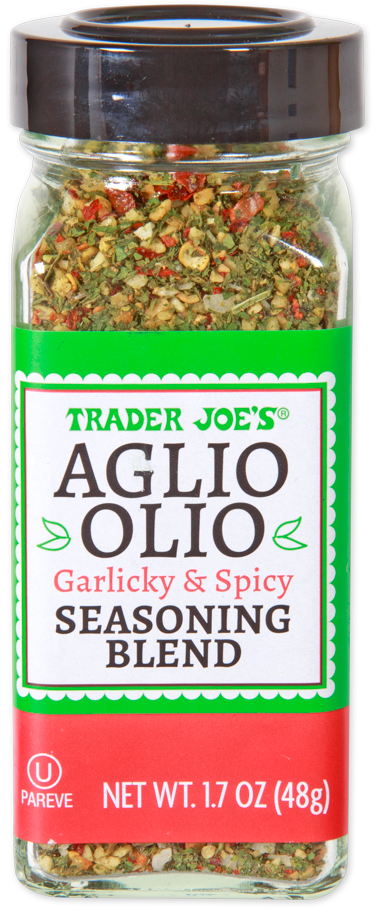 TRADER JOE'S®
AGLIO
OLIO
Garlicky & Spicy
SEASONING
BLEND
U
PAREVE
NET WT. 1.7 OZ (48g)